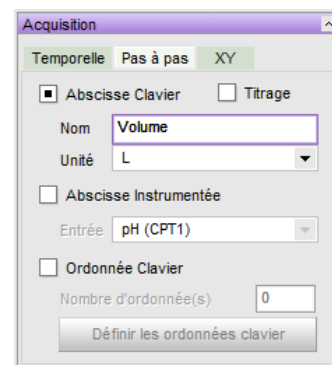 Acquisition
Temporelle Pas à pas XY
Abscisse Clavier Titrage
Nom Volume
Unité L
Abscisse Instrumentée
Entrée pH (CPT1)
Ordonnée Clavier
Nombre d'ordonnée(s) 0
Définir les ordonnées clavier